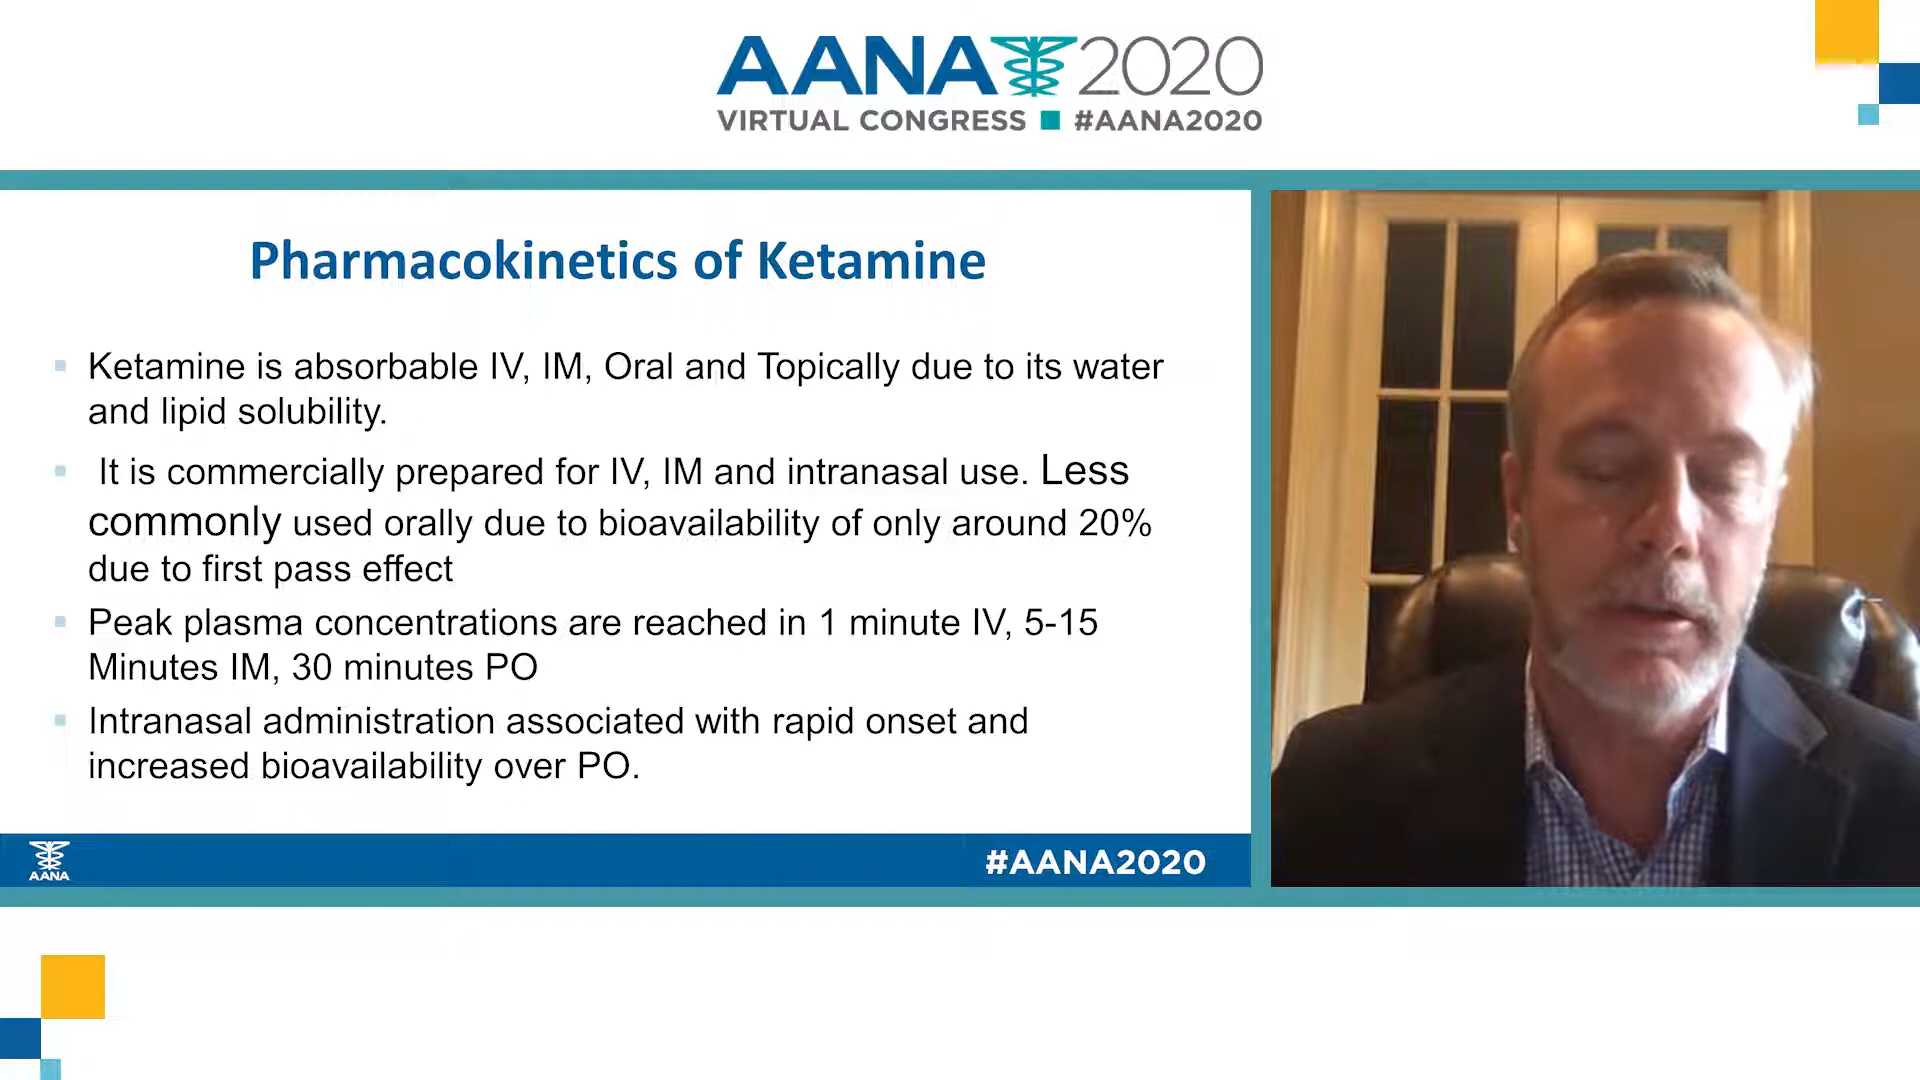 AANA 2020
VIRTUAL CONGRESS #AANA2020
Pharmacokinetics of Ketamine
Ketamine is absorbable IV, IM, Oral and Topically due to its water
and lipid solubility.
It is commercially prepared for IV, IM and intranasal use. Less
commonly used orally due to bioavailability of only around 20%
due to first pass effect
Peak plasma concentrations are reached in 1 minute IV, 5-15
Minutes IM, 30 minutes PO
Intranasal administration associated with rapid onset and
increased bioavailability over PO.
AANA
#AANA2020